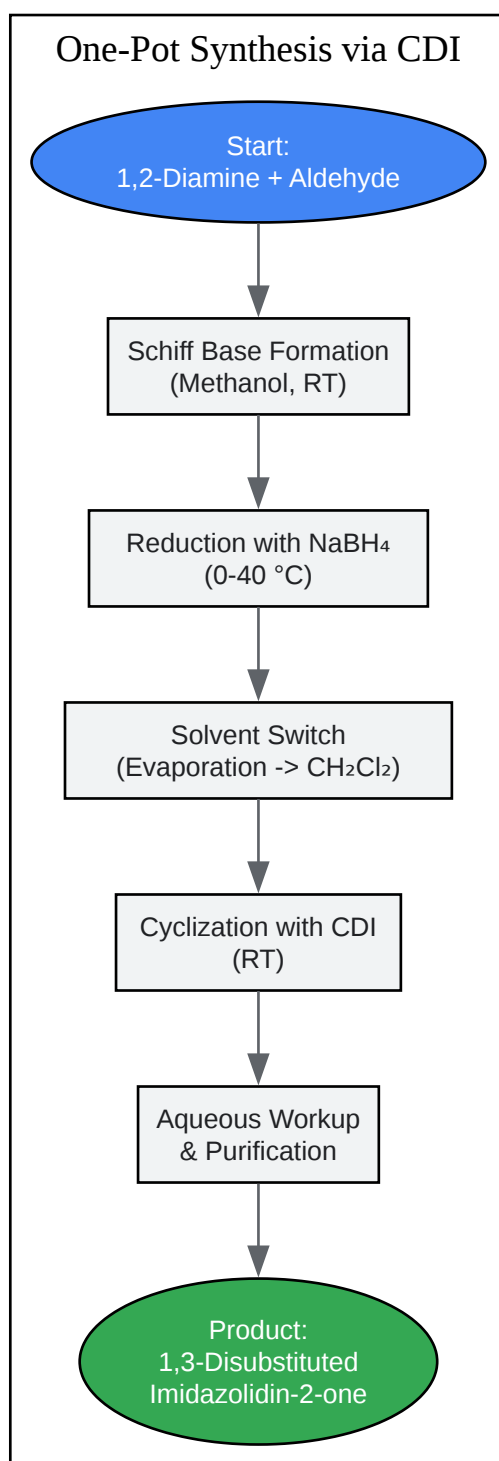 One-Pot Synthesis via CDI
Start:
1,2-Diamine + Aldehyde
Schiff Base Formation
(Methanol, RT)
Reduction with NaBH₄
(0-40 °C)
Solvent Switch
(Evaporation -> CH₂Cl₂)
Cyclization with CDI
(RT)
Aqueous Workup
& Purification
Product:
1,3-Disubstituted
Imidazolidin-2-one